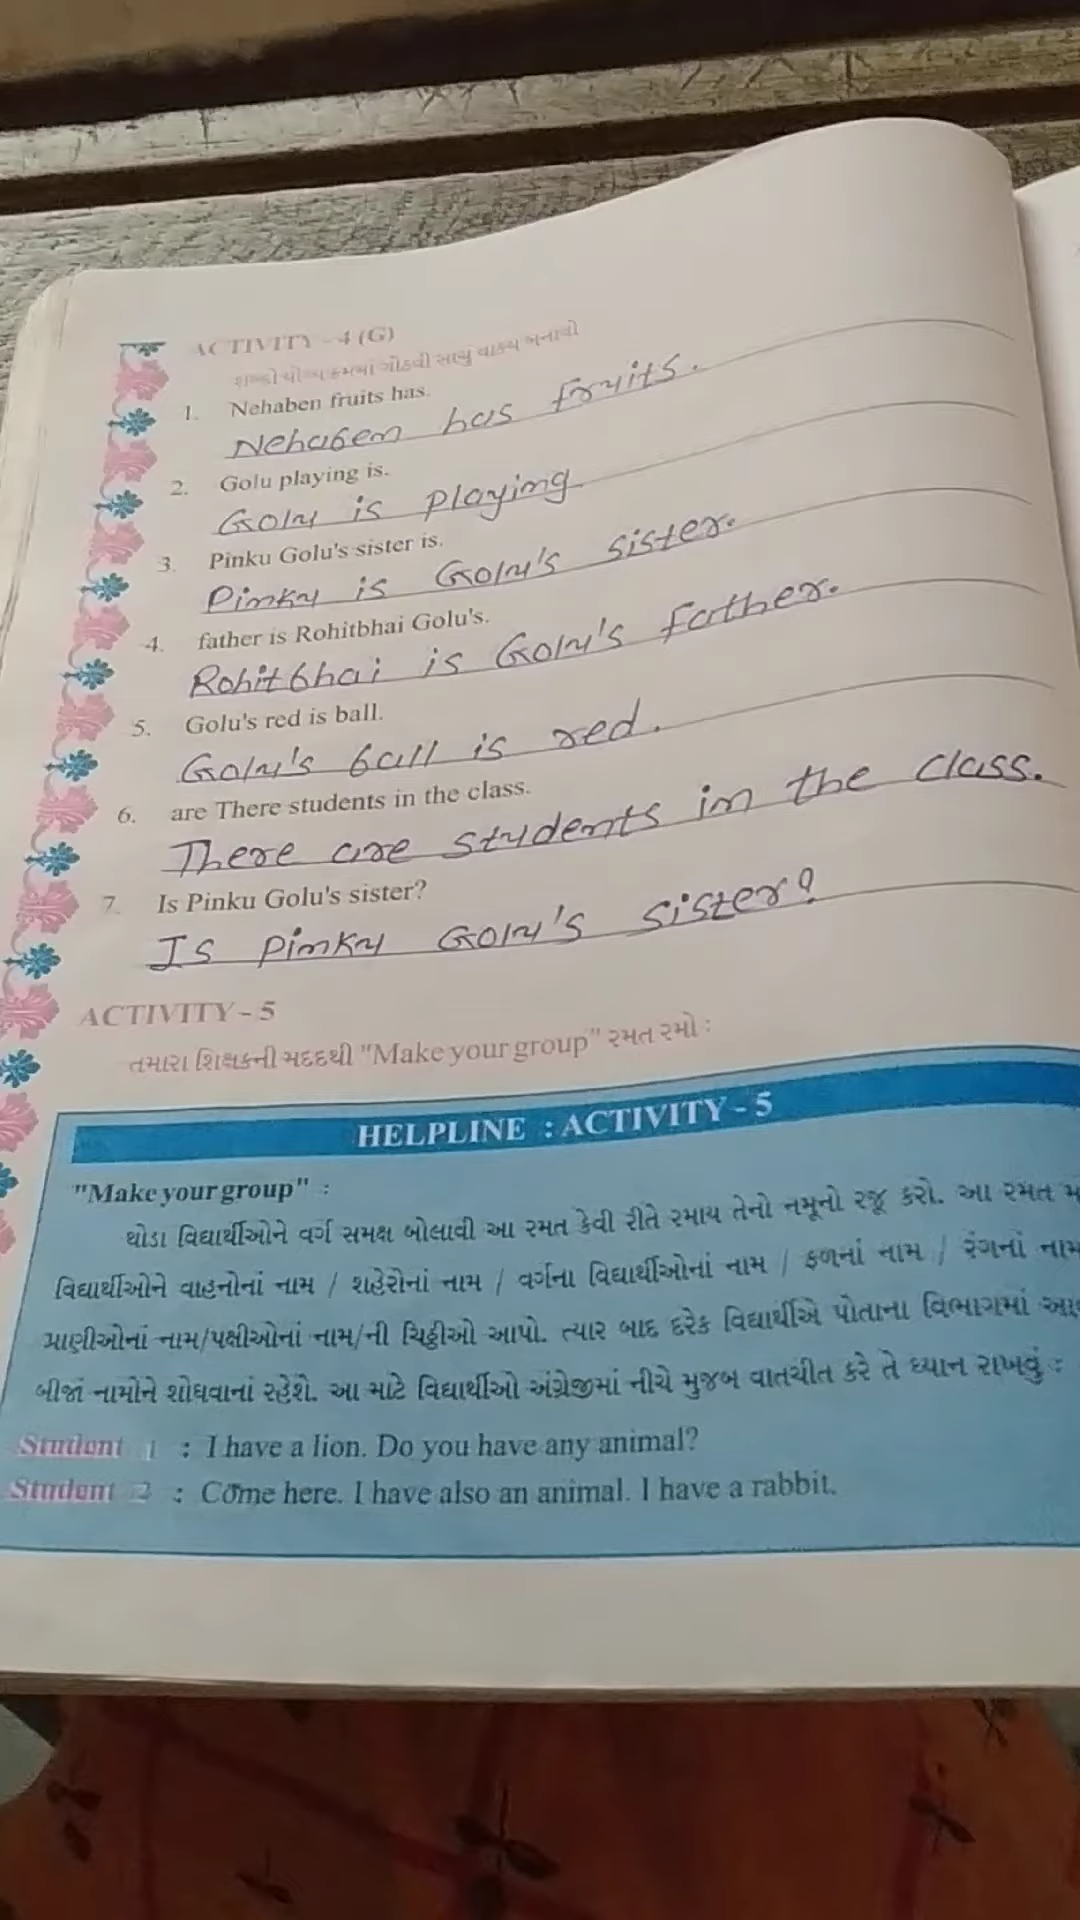 ACTIVITY - 4 (G)
શબ્દો યોગ્ય ક્રમમાં ગોઠવી સાચું વાક્ય બનાવો
1. Nehaben fruits has.
Nehaben has fruits.
2. Golu playing is.
Golu is playing
3. Pinku Golu's sister is.
Pinku is Golu's sister.
4. father is Rohitbhai Golu's.
Rohitbhai is Golu's father.
5. Golu's red is ball.
Golu's ball is red.
6. are There students in the class.
There are students in the class.
7. Is Pinku Golu's sister?
Is Pinku Golu's sister?
ACTIVITY - 5
તમારા શિક્ષકની મદદથી "Make your group" રમત રમો :
HELPLINE : ACTIVITY - 5
"Make your group" :
થોડા વિદ્યાર્થીઓને વર્ગ સમક્ષ બોલાવી આ રમત કેવી રીતે રમાય તેનો નમૂનો રજૂ કરો. આ રમત
વિદ્યાર્થીઓને વાહનોનાં નામ / શહેરોનાં નામ / વર્ગના વિદ્યાર્થીઓનાં નામ / ફળનાં નામ / રંગનાં નામ
પ્રાણીઓનાં નામ/પક્ષીઓનાં નામ/ની ચિઠ્ઠીઓ આપો. ત્યાર બાદ દરેક વિદ્યાર્થીએ પોતાના વિભાગમાં
બીજાં નામોને શોધવાનાં રહેશે. આ માટે વિદ્યાર્થીઓ અંગ્રેજીમાં નીચે મુજબ વાતચીત કરે તે ધ્યાન રાખવું :
Student 1 : I have a lion. Do you have any animal?
Student 2 : Come here. I have also an animal. I have a rabbit.